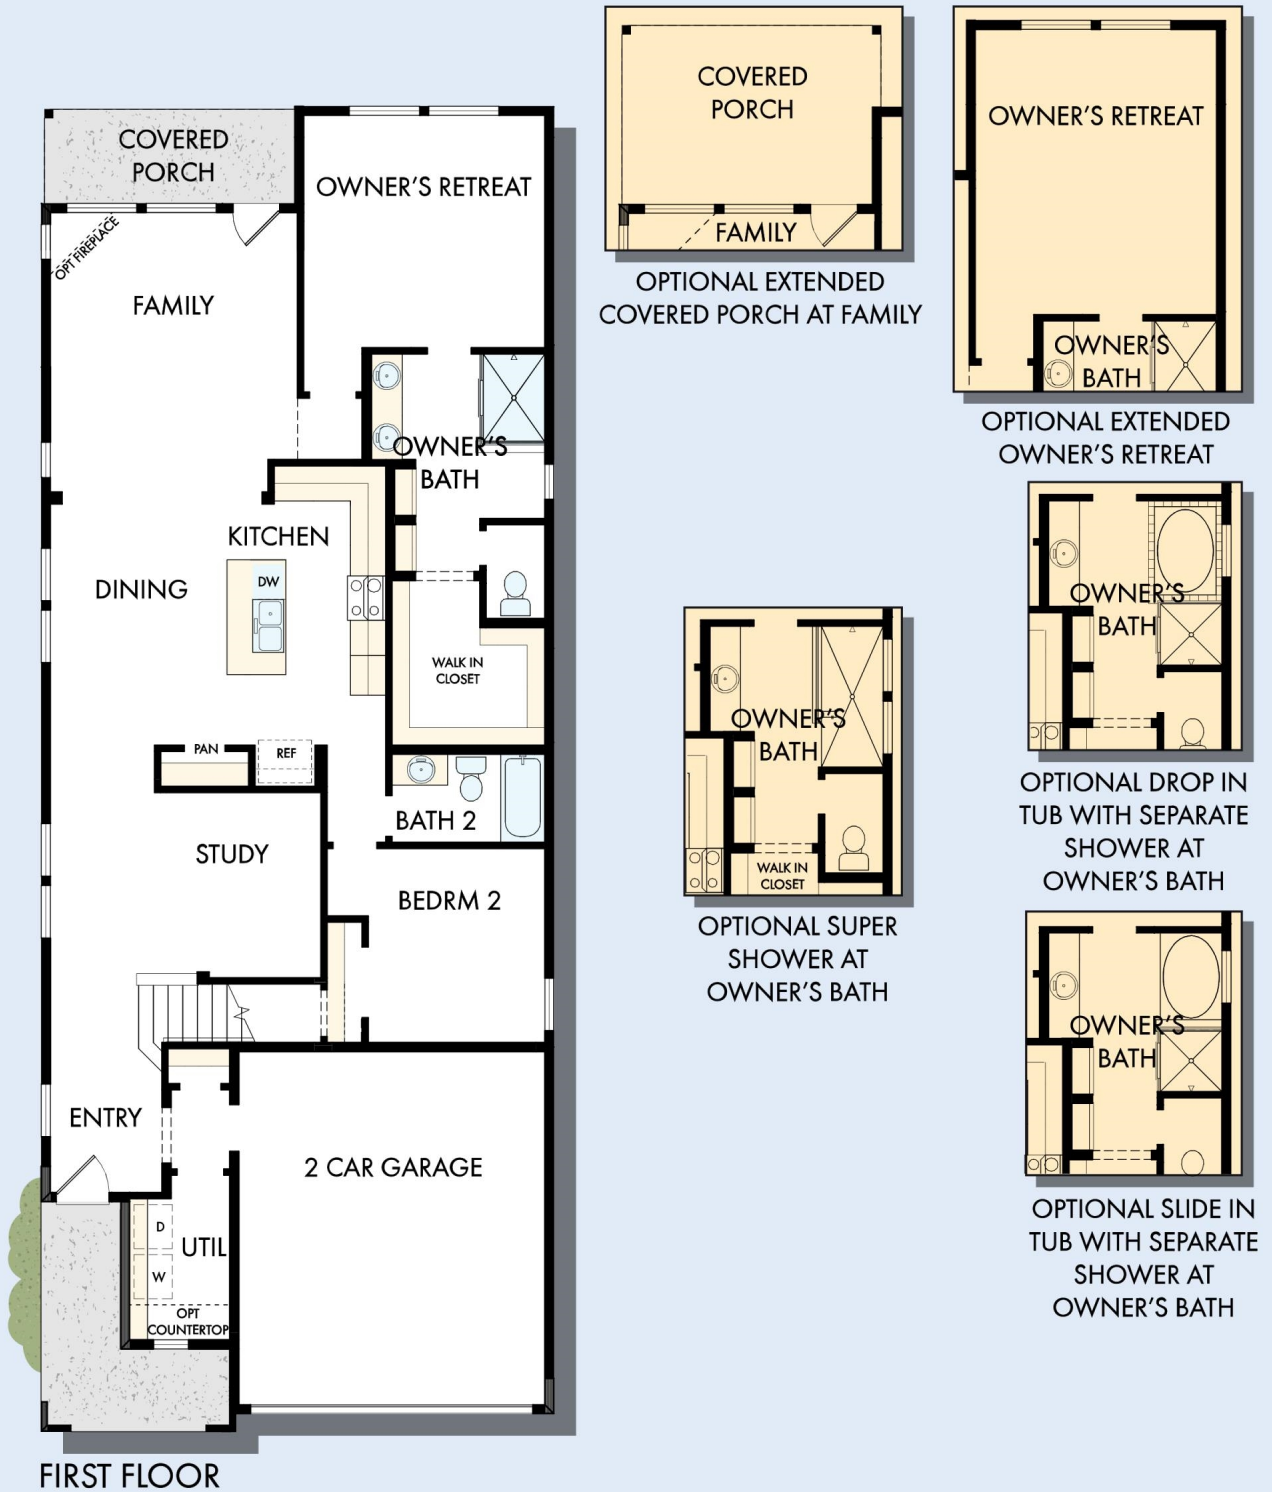 COVERED
PORCH
OWNER'S RETREAT
OPT FIREPLACE
FAMILY
OWNER'S
BATH
KITCHEN
DW
DINING
WALK IN
CLOSET
PAN
REF
BATH 2
STUDY
BEDRM 2
ENTRY
2 CAR GARAGE
D
UTIL
W
OPT
COUNTERTOP
FIRST FLOOR
COVERED
PORCH
FAMILY
OPTIONAL EXTENDED
COVERED PORCH AT FAMILY
OWNER'S RETREAT
OWNER'S
BATH
OPTIONAL EXTENDED
OWNER'S RETREAT
OWNER'S
BATH
WALK IN
CLOSET
OPTIONAL SUPER
SHOWER AT
OWNER'S BATH
OWNER'S
BATH
OPTIONAL DROP IN
TUB WITH SEPARATE
SHOWER AT
OWNER'S BATH
OWNER'S
BATH
OPTIONAL SLIDE IN
TUB WITH SEPARATE
SHOWER AT
OWNER'S BATH